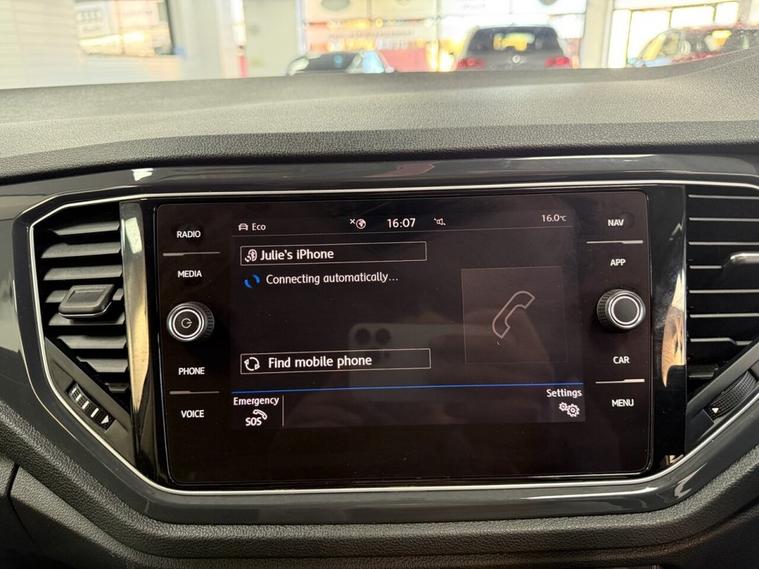 RADIO
MEDIA
PHONE
VOICE
Eco
16:07
16.0°C
Julie's iPhone
Connecting automatically...
Find mobile phone
Emergency
SOS
Settings
NAV
APP
CAR
MENU